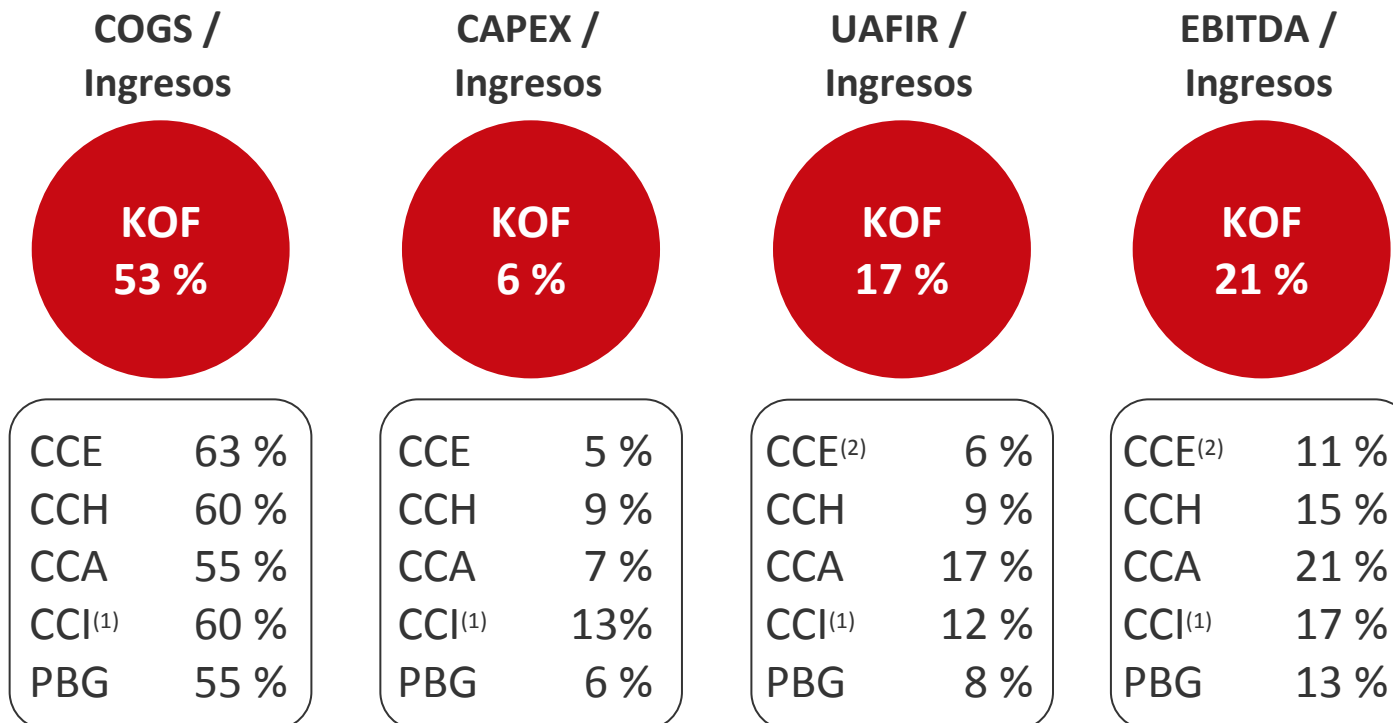 COGS /
Ingresos
KOF
53 %
CCE 63 %
CCH 60 %
CCA 55 %
CCI(1) 60 %
PBG 55 %
CAPEX /
Ingresos
KOF
6 %
CCE 5 %
CCH 9 %
CCA 7 %
CCI(1) 13%
PBG 6 %
UAFIR /
Ingresos
KOF
17 %
CCE(2) 6 %
CCH 9 %
CCA 17 %
CCI(1) 12 %
PBG 8 %
EBITDA /
Ingresos
KOF
21 %
CCE(2) 11 %
CCH 15 %
CCA 21 %
CCI(1) 17 %
PBG 13 %